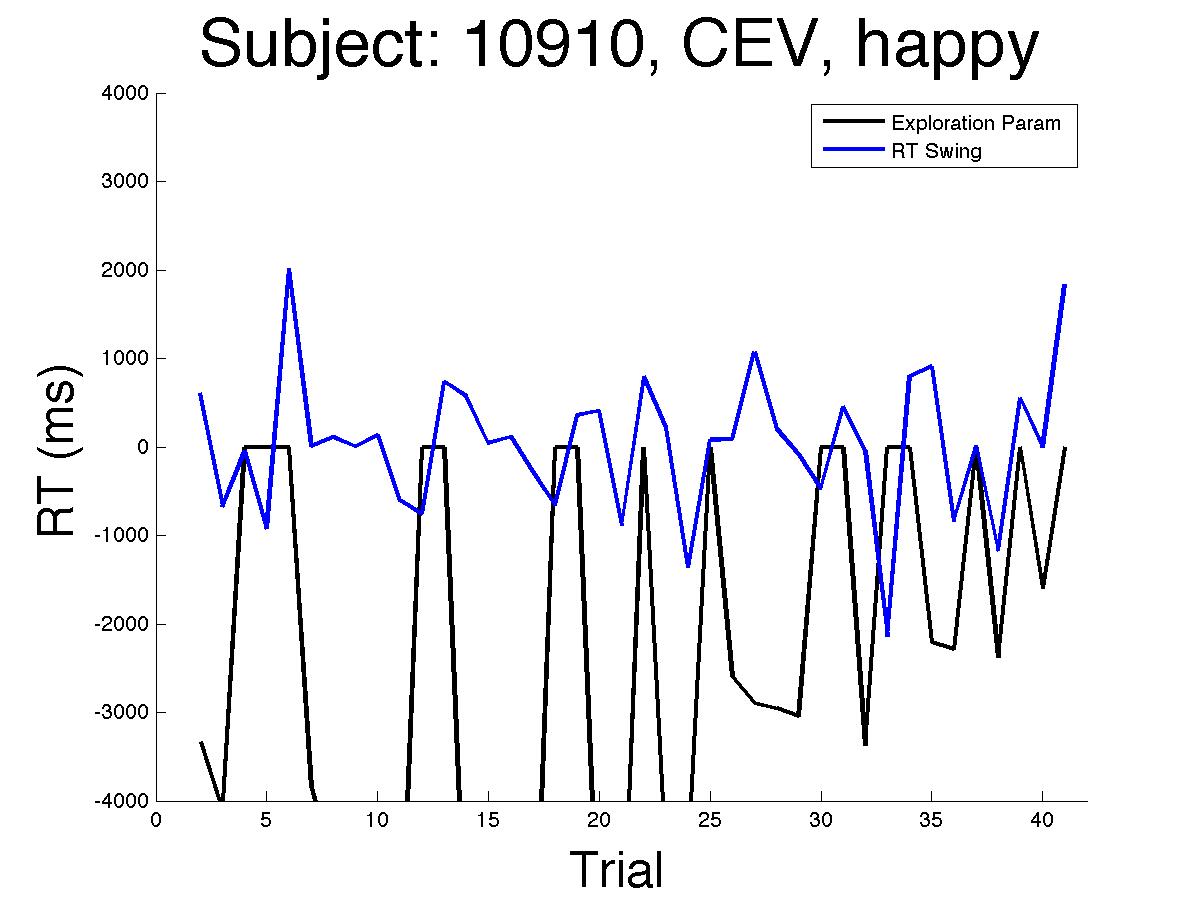 Subject: 10910, CEV, happy
4000
3000
2000
1000
0
-1000
-2000
-3000
-4000
RT (ms)
Exploration Param
RT Swing
0 5 10 15 20 25 30 35 40
Trial